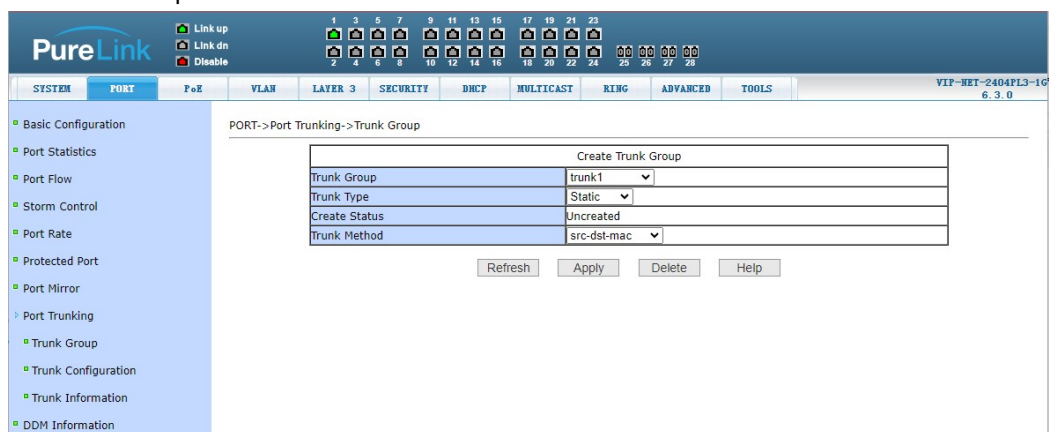 1 3 5 7 9 11 13 15 17 19 21 23
Link up
PureLink
Link dn
Disable
2 4 6 8 10 12 14 16 18 20 22 24 25 26 27 28
SYSTEM PORT PoE VLAN LAYER 3 SECURITY DHCP MULTICAST RING ADVANCED TOOLS
VIP-NET-2404PL3-1G
6.3.0
Basic Configuration
Port Statistics
Port Flow
Storm Control
Port Rate
Protected Port
Port Mirror
Port Trunking
Trunk Group
Trunk Configuration
Trunk Information
DDM Information
PORT->Port Trunking->Trunk Group
Create Trunk Group
Trunk Group trunk1
Trunk Type Static
Create Status Uncreated
Trunk Method src-dst-mac
Refresh Apply Delete Help